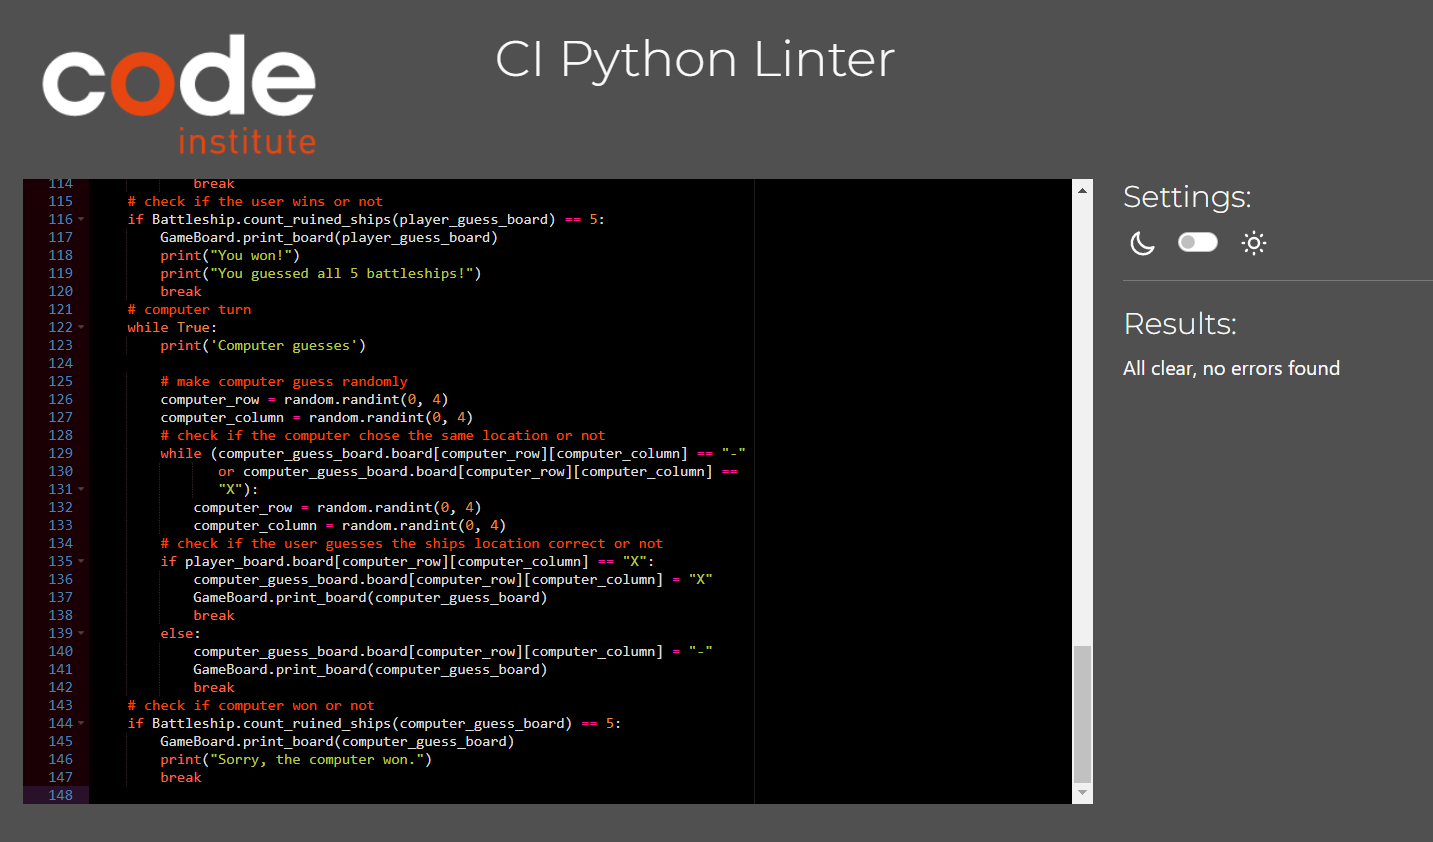 code
institute
CI Python Linter
114 break
115 # check if the user wins or not
116 if Battleship.count_ruined_ships(player_guess_board) == 5:
117 GameBoard.print_board(player_guess_board)
118 print("You won!")
119 print("You guessed all 5 battleships!")
120 break
121 # computer turn
122 while True:
123 print('Computer guesses')
124
125 # make computer guess randomly
126 computer_row = random.randint(0, 4)
127 computer_column = random.randint(0, 4)
128 # check if the computer chose the same location or not
129 while (computer_guess_board.board[computer_row][computer_column] == "-"
130 or computer_guess_board.board[computer_row][computer_column] ==
131 "X"):
132 computer_row = random.randint(0, 4)
133 computer_column = random.randint(0, 4)
134 # check if the user guesses the ships location correct or not
135 if player_board.board[computer_row][computer_column] == "X":
136 computer_guess_board.board[computer_row][computer_column] = "X"
137 GameBoard.print_board(computer_guess_board)
138 break
139 else:
140 computer_guess_board.board[computer_row][computer_column] = "-"
141 GameBoard.print_board(computer_guess_board)
142 break
143 # check if computer won or not
144 if Battleship.count_ruined_ships(computer_guess_board) == 5:
145 GameBoard.print_board(computer_guess_board)
146 print("Sorry, the computer won.")
147 break
148
Settings:
Results:
All clear, no errors found